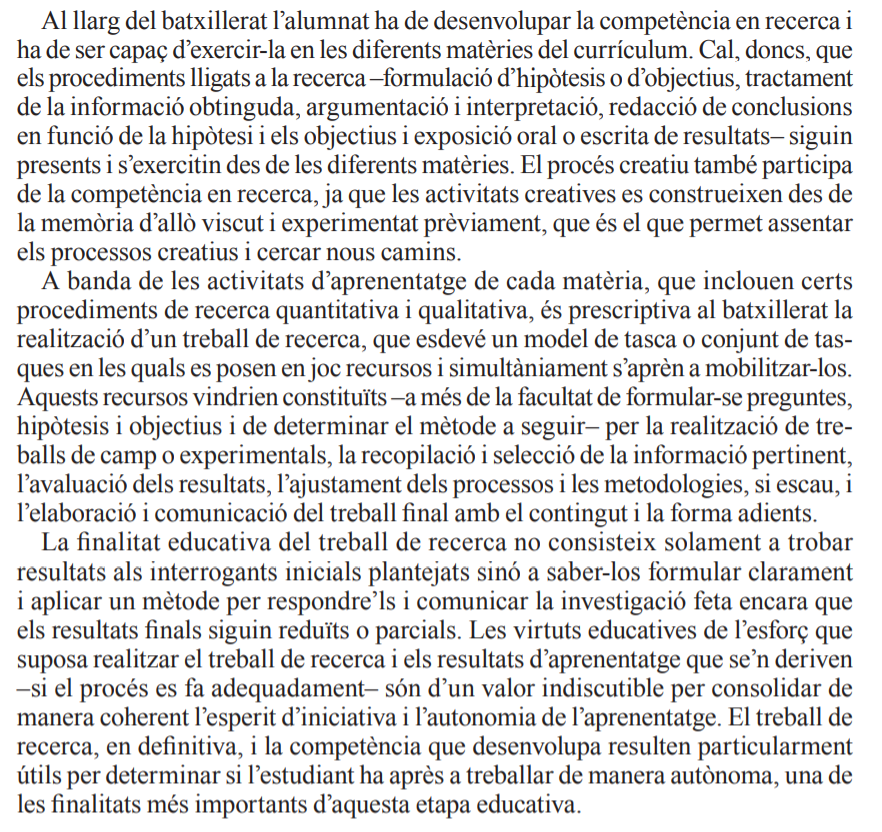 Al llarg del batxillerat l’alumnat ha de desenvolupar la competència en recerca i
ha de ser capaç d’exercir-la en les diferents matèries del currículum. Cal, doncs, que
els procediments lligats a la recerca –formulació d’hipòtesis o d’objectius, tractament
de la informació obtinguda, argumentació i interpretació, redacció de conclusions
en funció de la hipòtesi i els objectius i exposició oral o escrita de resultats– siguin
presents i s’exercitin des de les diferents matèries. El procés creatiu també participa
de la competència en recerca, ja que les activitats creatives es construeixen des de
la memòria d’allò viscut i experimentat prèviament, que és el que permet assentar
els processos creatius i cercar nous camins.
A banda de les activitats d’aprenentatge de cada matèria, que inclouen certs
procediments de recerca quantitativa i qualitativa, és prescriptiva al batxillerat la
realització d’un treball de recerca, que esdevé un model de tasca o conjunt de tas-
ques en les quals es posen en joc recursos i simultàniament s’aprèn a mobilitzar-los.
Aquests recursos vindrien constituïts –a més de la facultat de formular-se preguntes,
hipòtesis i objectius i de determinar el mètode a seguir– per la realització de tre-
balls de camp o experimentals, la recopilació i selecció de la informació pertinent,
l’avaluació dels resultats, l’ajustament dels processos i les metodologies, si escau, i
l’elaboració i comunicació del treball final amb el contingut i la forma adients.
La finalitat educativa del treball de recerca no consisteix solament a trobar
resultats als interrogants inicials plantejats sinó a saber-los formular clarament
i aplicar un mètode per respondre’ls i comunicar la investigació feta encara que
els resultats finals siguin reduïts o parcials. Les virtuts educatives de l’esforç que
suposa realitzar el treball de recerca i els resultats d’aprenentatge que se’n deriven
–si el procés es fa adequadament– són d’un valor indiscutible per consolidar de
manera coherent l’esperit d’iniciativa i l’autonomia de l’aprenentatge. El treball de
recerca, en definitiva, i la competència que desenvolupa resulten particularment
útils per determinar si l’estudiant ha après a treballar de manera autònoma, una de
les finalitats més importants d’aquesta etapa educativa.